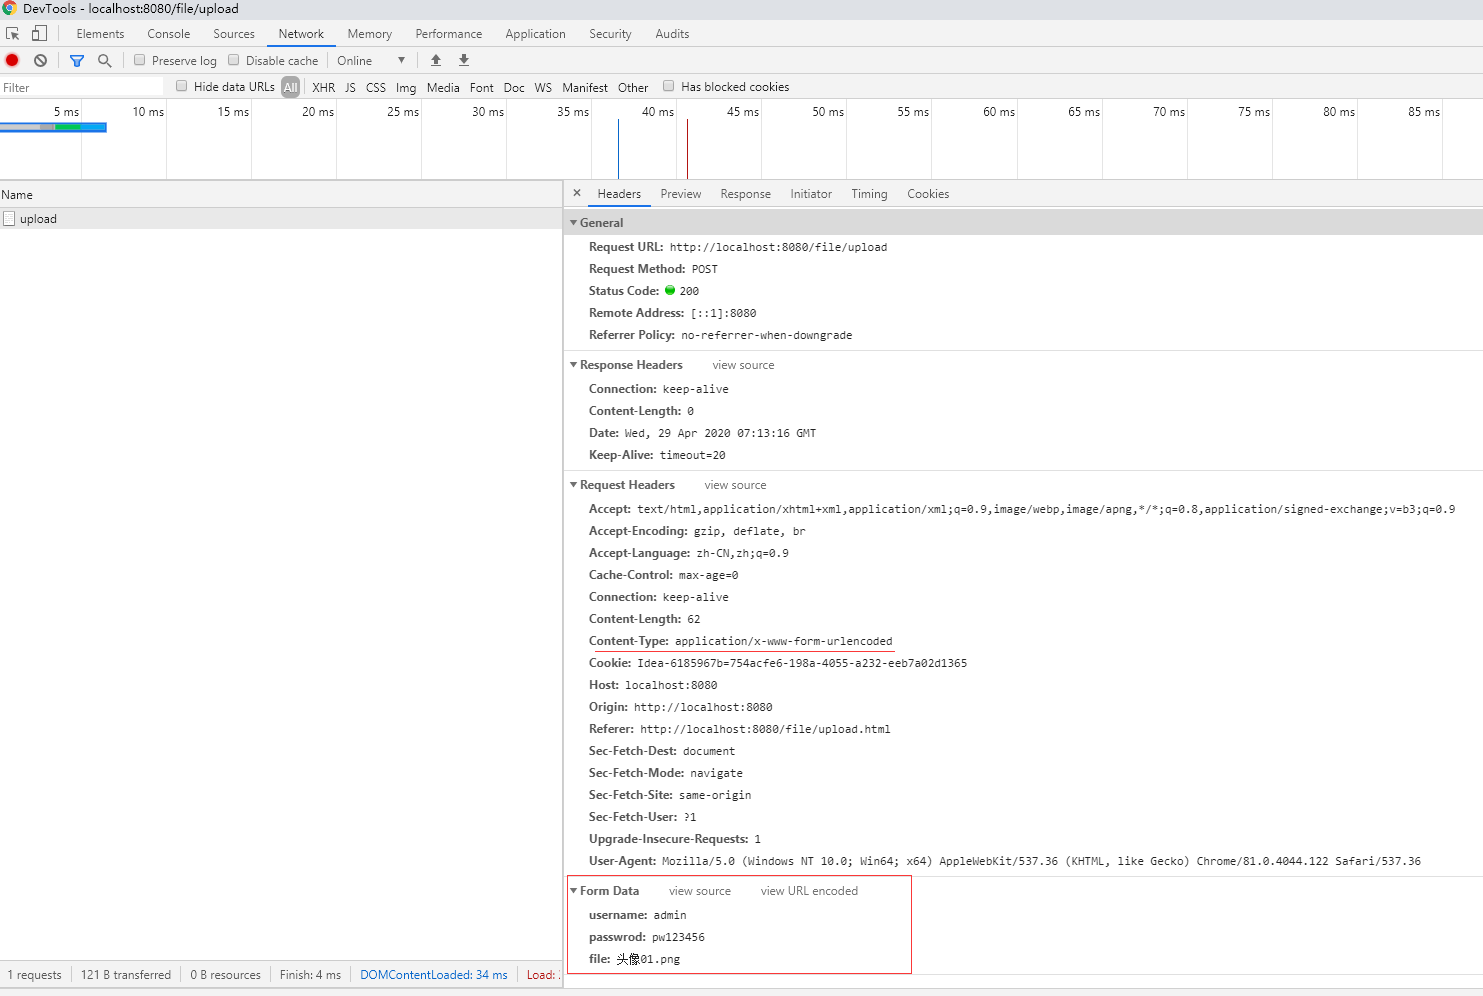 DevTools - localhost:8080/file/upload
Elements Console Sources Network Memory Performance Application Security Audits
Preserve log Disable cache Online
Filter Hide data URLs All XHR JS CSS Img Media Font Doc WS Manifest Other Has blocked cookies
5 ms 10 ms 15 ms 20 ms 25 ms 30 ms 35 ms 40 ms 45 ms 50 ms 55 ms 60 ms 65 ms 70 ms 75 ms 80 ms 85 ms
Name
upload
Headers Preview Response Initiator Timing Cookies
General
Request URL: http://localhost:8080/file/upload
Request Method: POST
Status Code: 200
Remote Address: [::1]:8080
Referrer Policy: no-referrer-when-downgrade
Response Headers view source
Connection: keep-alive
Content-Length: 0
Date: Wed, 29 Apr 2020 07:13:16 GMT
Keep-Alive: timeout=20
Request Headers view source
Accept: text/html,application/xhtml+xml,application/xml;q=0.9,image/webp,image/apng,*/*;q=0.8,application/signed-exchange;v=b3;q=0.9
Accept-Encoding: gzip, deflate, br
Accept-Language: zh-CN,zh;q=0.9
Cache-Control: max-age=0
Connection: keep-alive
Content-Length: 62
Content-Type: application/x-www-form-urlencoded
Cookie: Idea-6185967b=754acfe6-198a-4055-a232-eeb7a02d1365
Host: localhost:8080
Origin: http://localhost:8080
Referer: http://localhost:8080/file/upload.html
Sec-Fetch-Dest: document
Sec-Fetch-Mode: navigate
Sec-Fetch-Site: same-origin
Sec-Fetch-User: ?1
Upgrade-Insecure-Requests: 1
User-Agent: Mozilla/5.0 (Windows NT 10.0; Win64; x64) AppleWebKit/537.36 (KHTML, like Gecko) Chrome/81.0.4044.122 Safari/537.36
Form Data view source view URL encoded
username: admin
passwrod: pw123456
file: 头像01.png
1 requests 121 B transferred 0 B resources Finish: 4 ms DOMContentLoaded: 34 ms Load: